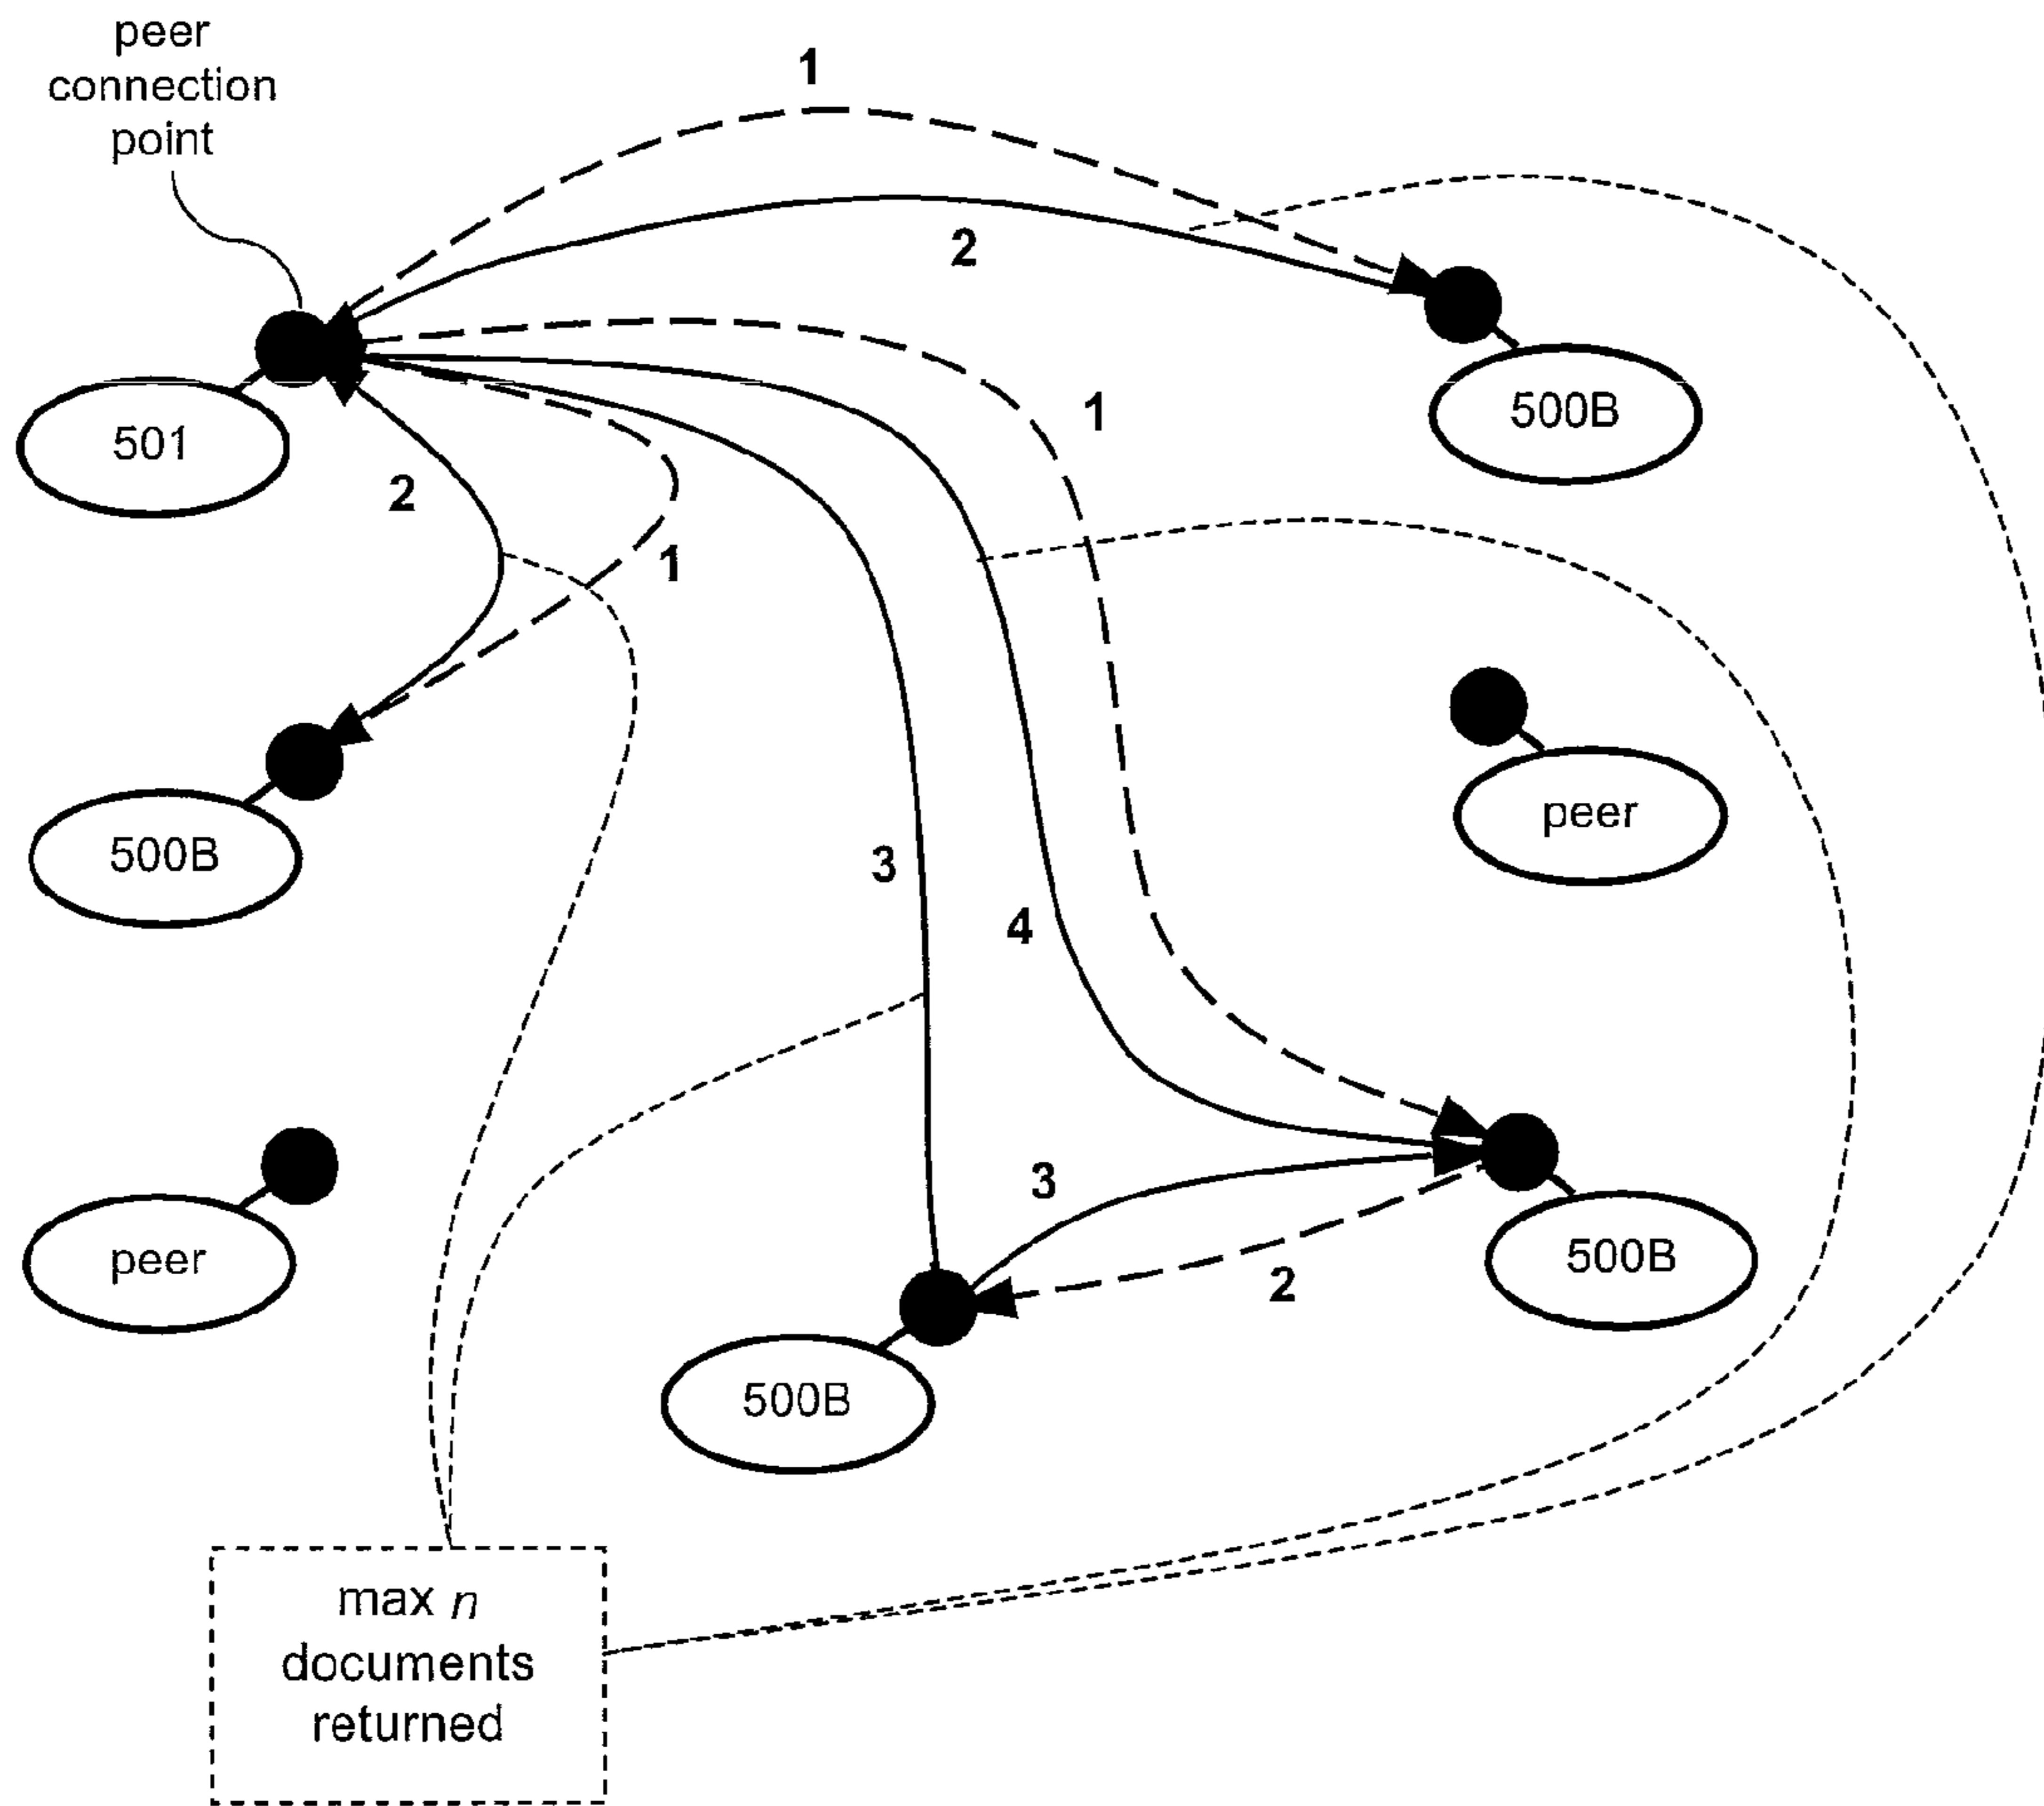 peer
connection
point
1
2
500B
501
1
2
1
peer
500B
3
4
3
500B
peer
2
500B
max n
documents
returned